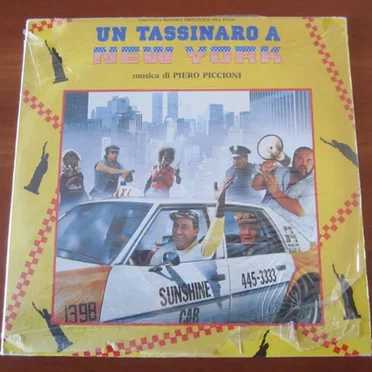 COLONNA SONORA ORIGINALE DEL FILM
UN TASSINARO A
NEW YORK
musica di PIERO PICCIONI
1398
SUNSHINE
CAB
445-3333